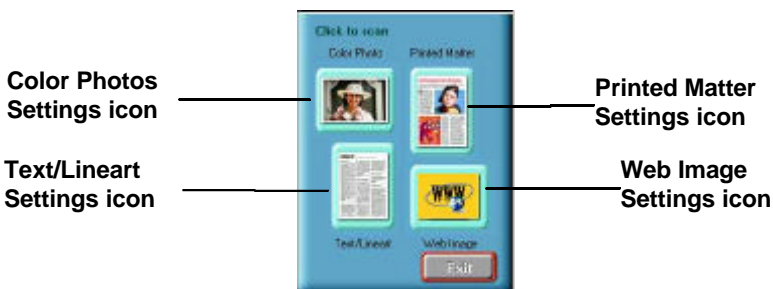 Click to scan
Color Photo Printed Matter
Color Photos
Settings icon
Printed Matter
Settings icon
Text/Lineart
Settings icon
WWW
Web Image
Settings icon
Text/Lineart Web Image
Exit